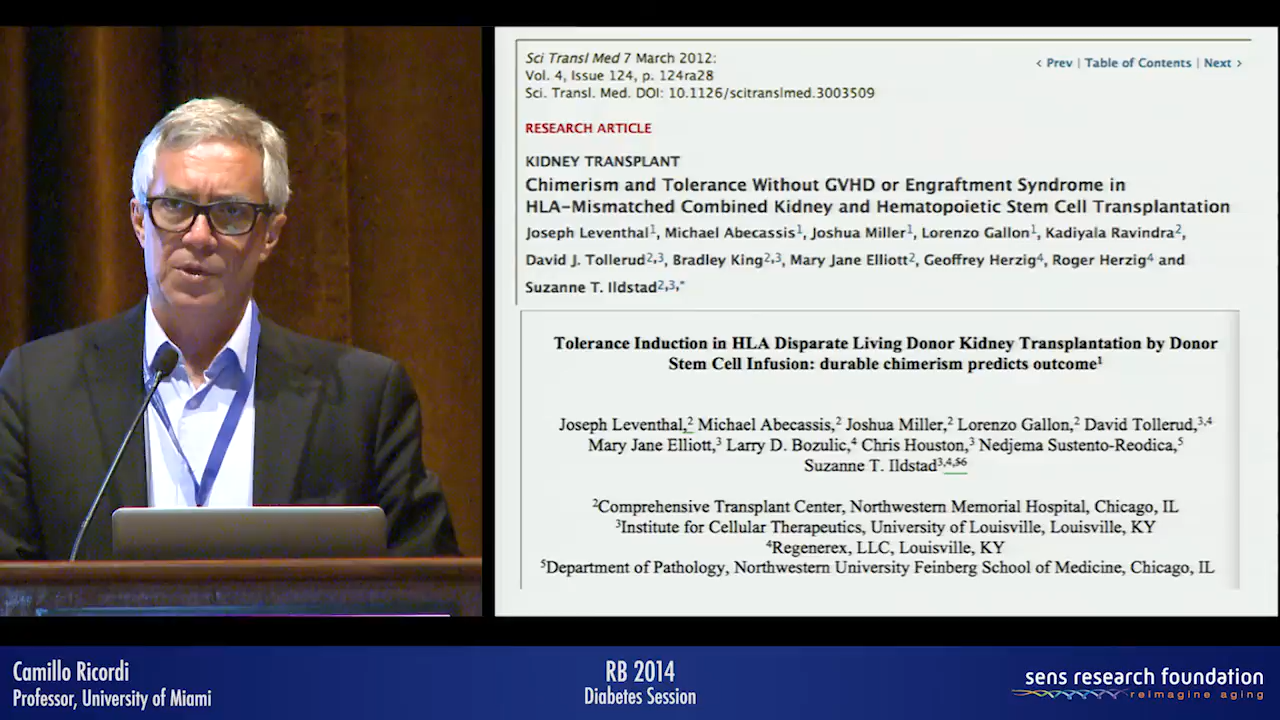 Sci Transl Med 7 March 2012:
Vol. 4, Issue 124, p. 124ra28
Sci. Transl. Med. DOI: 10.1126/scitranslmed.3003509
< Prev | Table of Contents | Next >
RESEARCH ARTICLE
KIDNEY TRANSPLANT
Chimerism and Tolerance Without GVHD or Engraftment Syndrome in
HLA-Mismatched Combined Kidney and Hematopoietic Stem Cell Transplantation
Joseph Leventhal1, Michael Abecassis1, Joshua Miller1, Lorenzo Gallon1, Kadiyala Ravindra2,
David J. Tollerud2,3, Bradley King2,3, Mary Jane Elliott2, Geoffrey Herzig4, Roger Herzig4 and
Suzanne T. Ildstad2,3,*
Tolerance Induction in HLA Disparate Living Donor Kidney Transplantation by Donor
Stem Cell Infusion: durable chimerism predicts outcome1
Joseph Leventhal,2 Michael Abecassis,2 Joshua Miller,2 Lorenzo Gallon,2 David Tollerud,3,4
Mary Jane Elliott,3 Larry D. Bozulic,4 Chris Houston,3 Nedjema Sustento-Reodica,5
Suzanne T. Ildstad3,4,56
2Comprehensive Transplant Center, Northwestern Memorial Hospital, Chicago, IL
3Institute for Cellular Therapeutics, University of Louisville, Louisville, KY
4Regenerex, LLC, Louisville, KY
5Department of Pathology, Northwestern University Feinberg School of Medicine, Chicago, IL
Camillo Ricordi
Professor, University of Miami
RB 2014
Diabetes Session
sens research foundation
reimagine aging